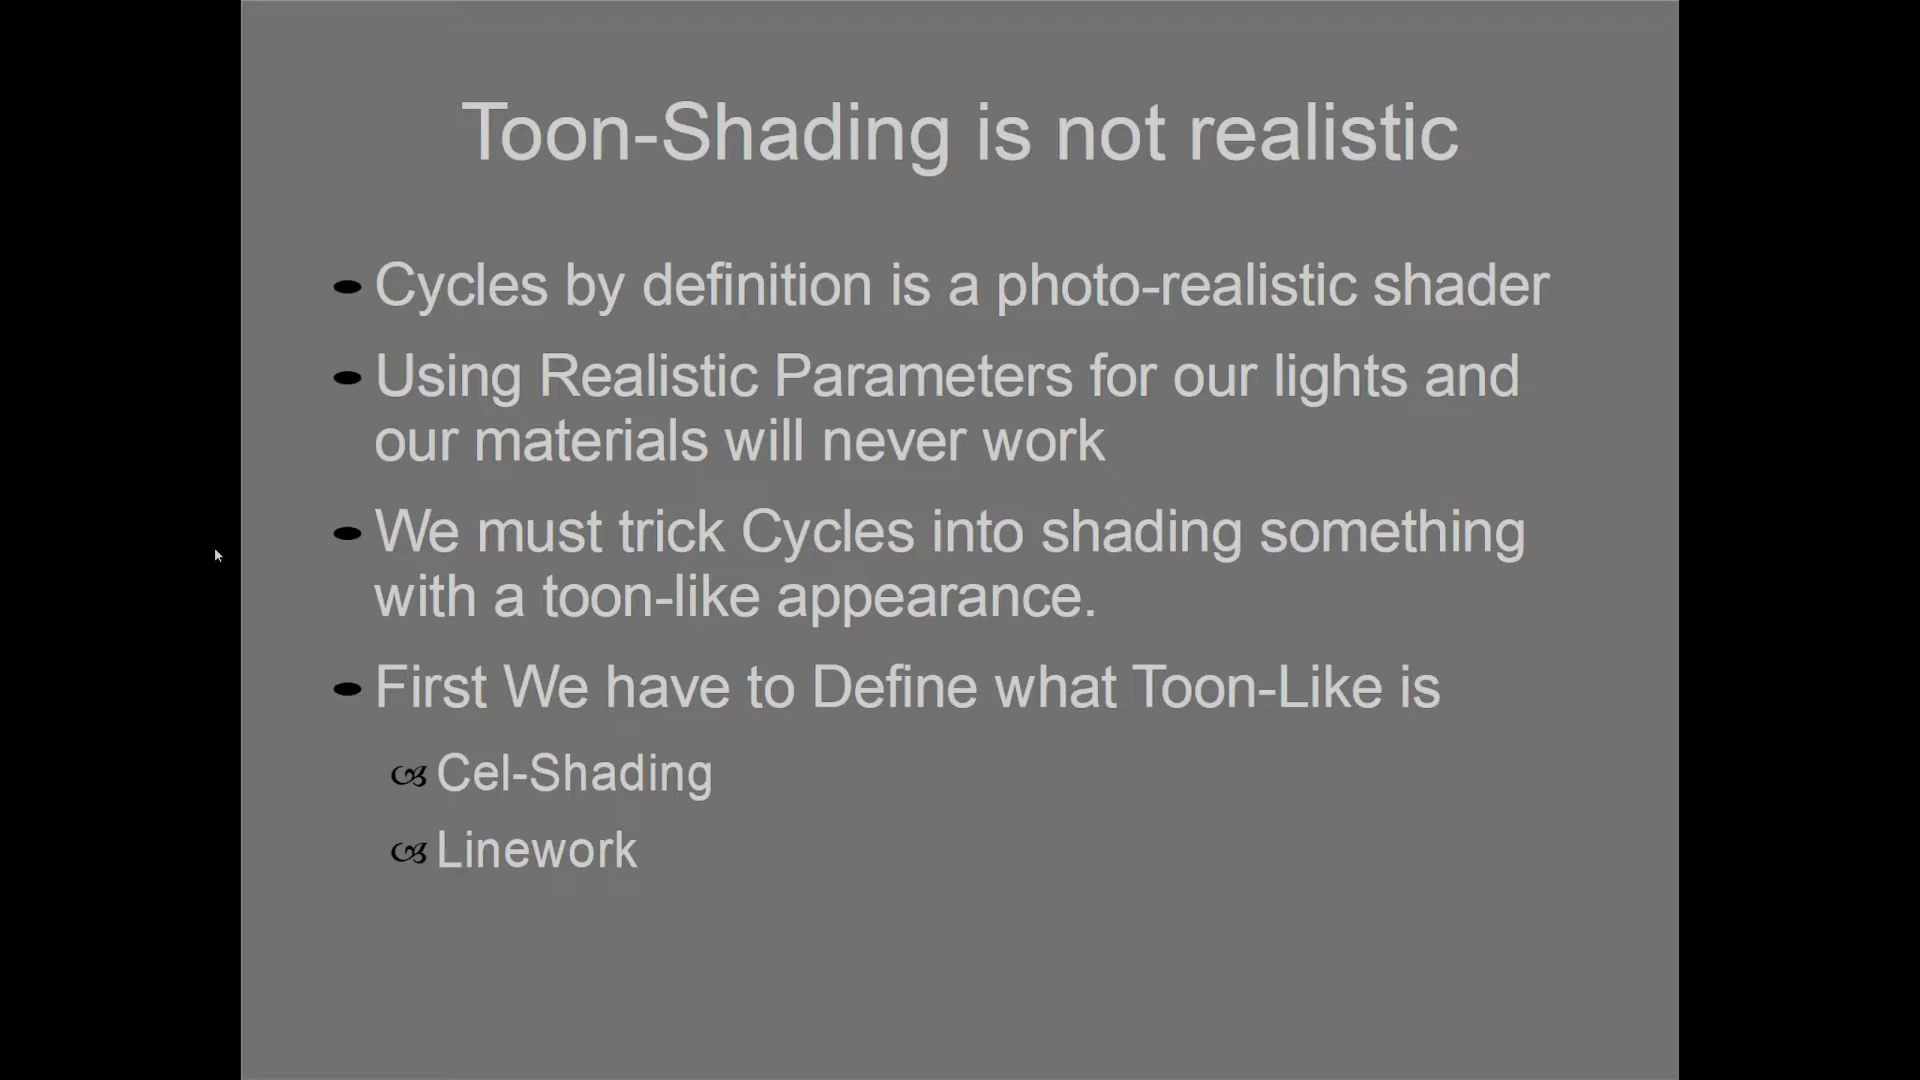 Toon-Shading is not realistic
Cycles by definition is a photo-realistic shader
Using Realistic Parameters for our lights and
our materials will never work
We must trick Cycles into shading something
with a toon-like appearance.
First We have to Define what Toon-Like is
Cel-Shading
Linework